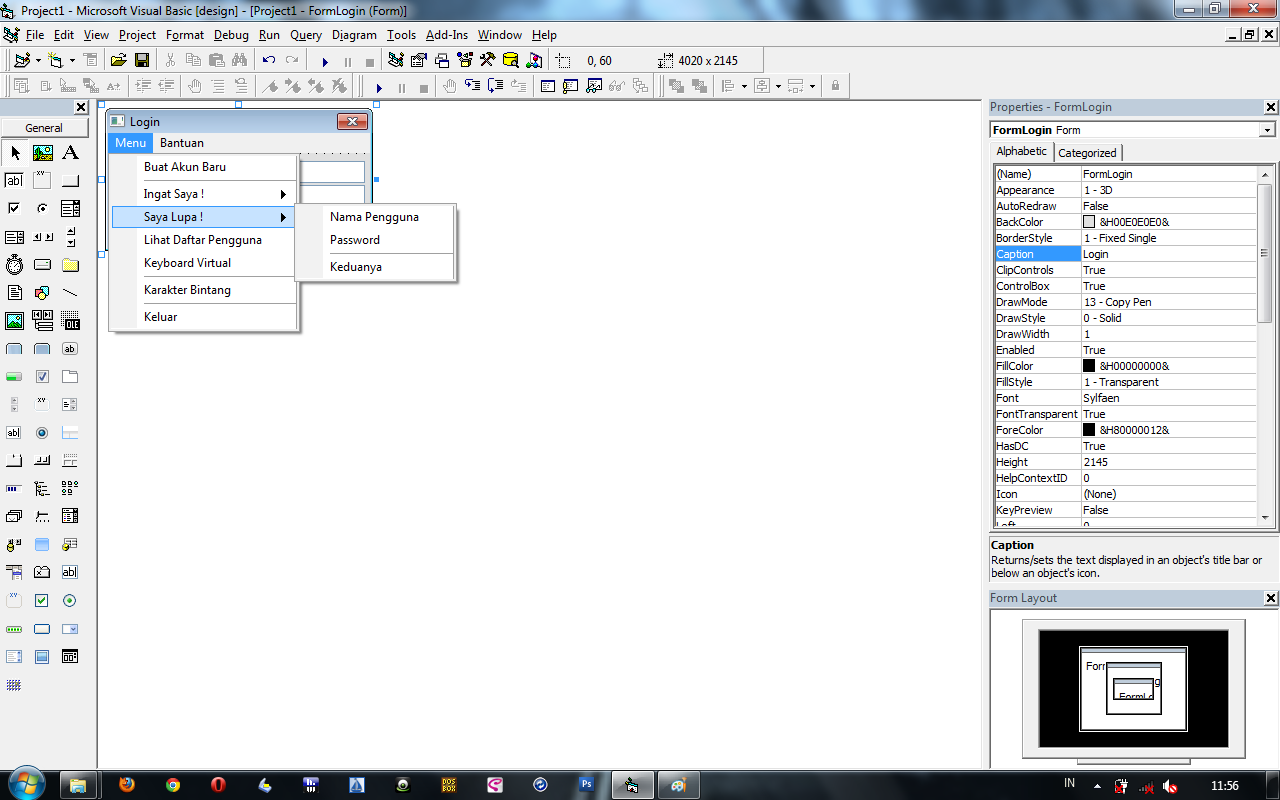 Project1 - Microsoft Visual Basic [design] - [Project1 - FormLogin (Form)]
File Edit View Project Format Debug Run Query Diagram Tools Add-Ins Window Help
0, 60 4020 x 2145
General
Login
Menu Bantuan
Buat Akun Baru
Ingat Saya !
Saya Lupa !
Lihat Daftar Pengguna
Keyboard Virtual
Karakter Bintang
Keluar
Nama Pengguna
Password
Keduanya
Properties - FormLogin
FormLogin Form
Alphabetic Categorized
(Name) FormLogin
Appearance 1 - 3D
AutoRedraw False
BackColor &H00E0E0E0&
BorderStyle 1 - Fixed Single
Caption Login
ClipControls True
ControlBox True
DrawMode 13 - Copy Pen
DrawStyle 0 - Solid
DrawWidth 1
Enabled True
FillColor &H00000000&
FillStyle 1 - Transparent
Font Sylfaen
FontTransparent True
ForeColor &H80000012&
HasDC True
Height 2145
HelpContextID 0
Icon (None)
KeyPreview False
Left 0
Caption
Returns/sets the text displayed in an object's title bar or
below an object's icon.
Form Layout
IN 11:56